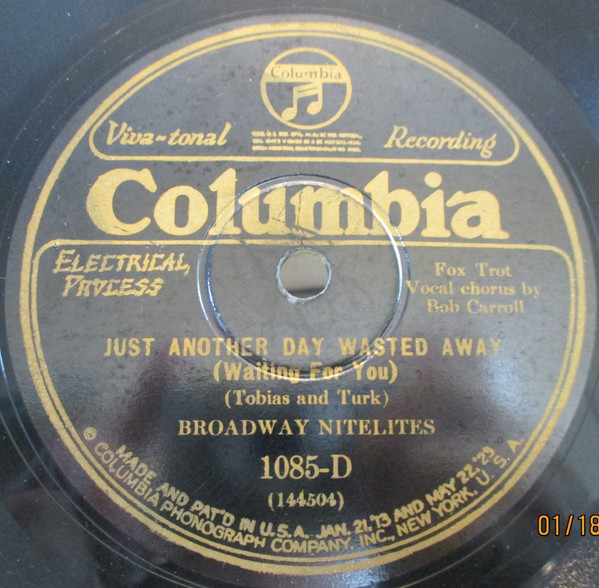 Columbia
Viva-tonal Recording
Columbia
ELECTRICAL
PROCESS
Fox Trot
Vocal chorus by
Bob Carroll
JUST ANOTHER DAY WASTED AWAY
(Waiting For You)
(Tobias and Turk)
BROADWAY NITELITES
1085-D
(144504)
MADE AND PAT'D IN U.S.A. JAN. 21,'13 AND MAY 22,'23
COLUMBIA PHONOGRAPH COMPANY, INC., NEW YORK, U.S.A.
01/18